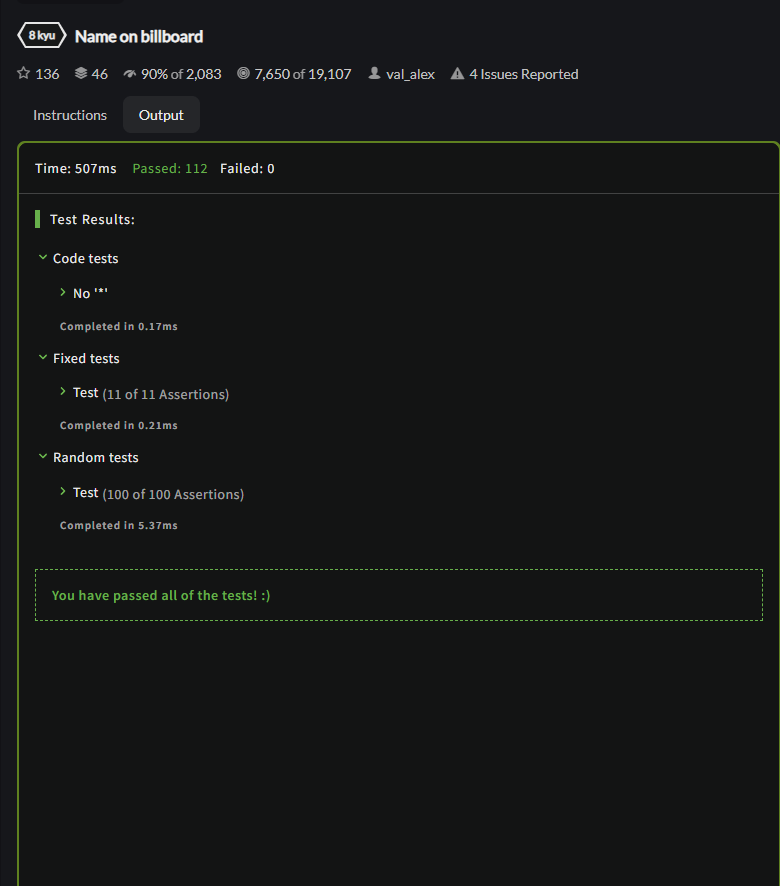 8 kyu Name on billboard
136 46 90% of 2,083 7,650 of 19,107 val_alex 4 Issues Reported
Instructions Output
Time: 507ms Passed: 112 Failed: 0
Test Results:
Code tests
No '*'
Completed in 0.17ms
Fixed tests
Test (11 of 11 Assertions)
Completed in 0.21ms
Random tests
Test (100 of 100 Assertions)
Completed in 5.37ms
You have passed all of the tests! :)